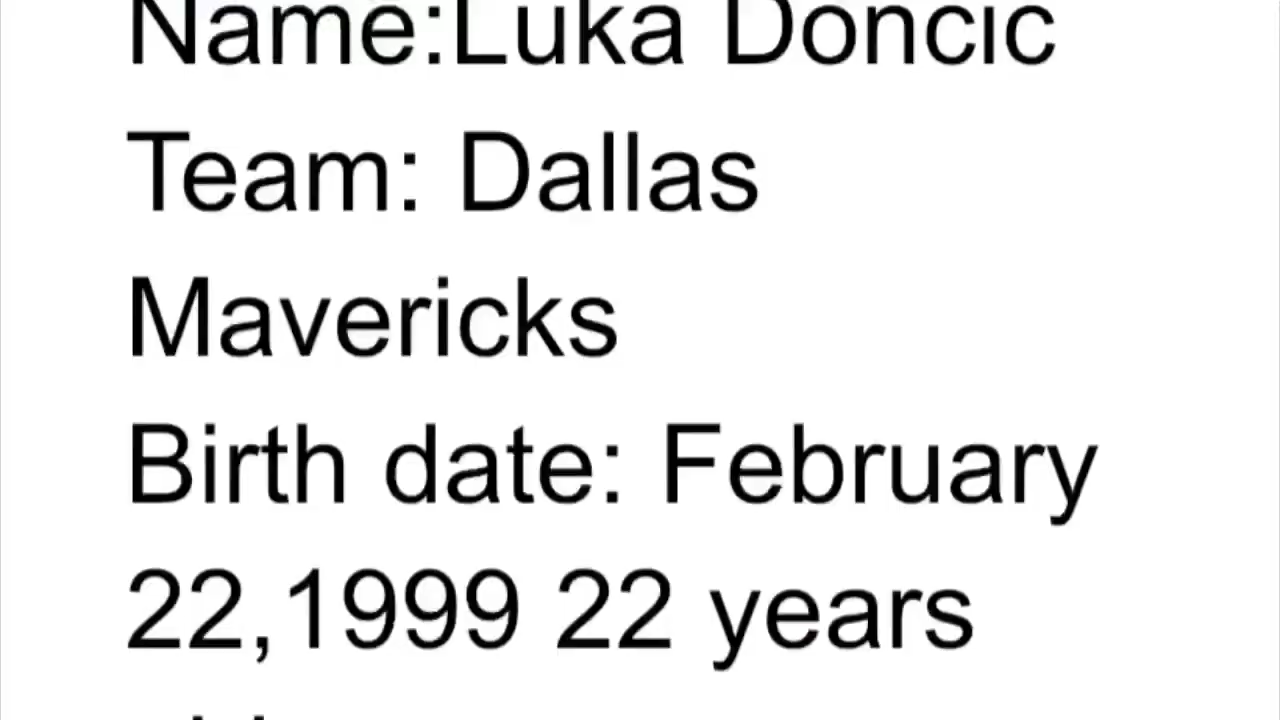 Name:Luka Doncic
Team: Dallas
Mavericks
Birth date: February
22,1999 22 years